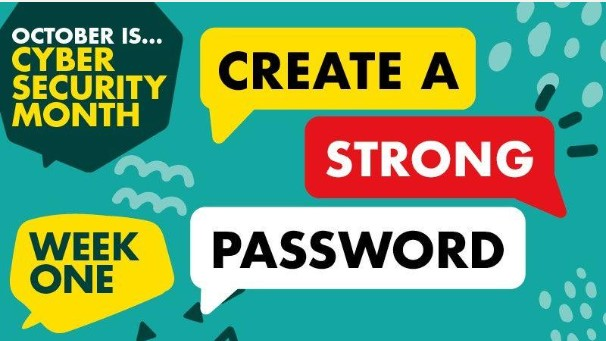 OCTOBER IS...
CYBER
SECURITY
MONTH
CREATE A
STRONG
PASSWORD
WEEK
ONE